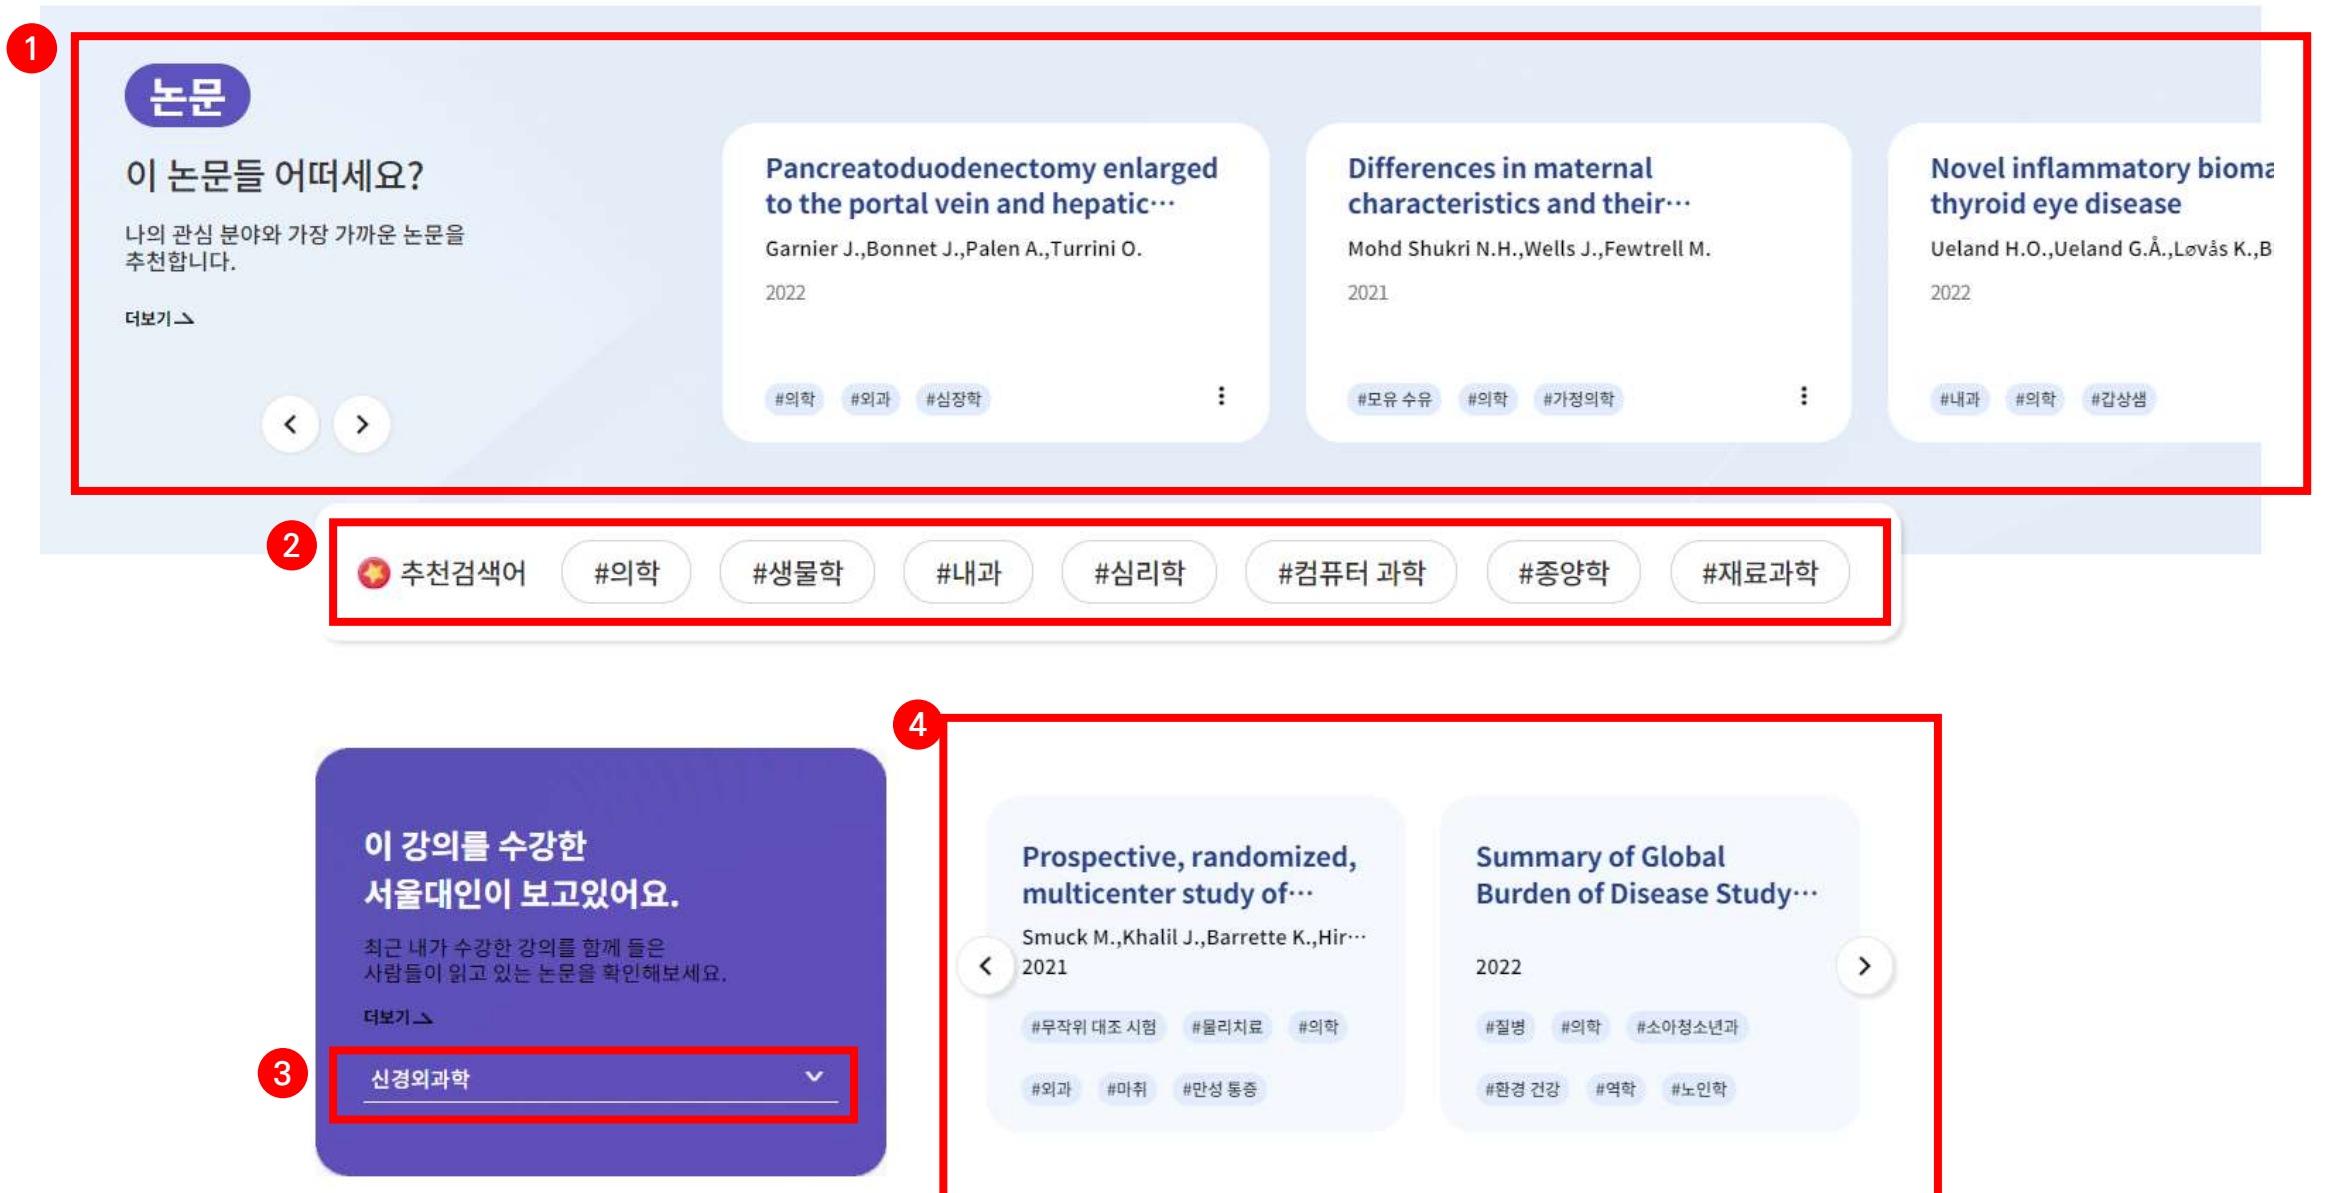 1
논문
이 논문들 어떠세요?
나의 관심 분야와 가장 가까운 논문을
추천합니다.
더보기
Pancreatoduodenectomy enlarged
to the portal vein and hepatic···
Garnier J.,Bonnet J.,Palen A.,Turrini O.
2022
#의학 #외과 #심장학
Differences in maternal
characteristics and their···
Mohd Shukri N.H.,Wells J.,Fewtrell M.
2021
#모유 수유 #의학 #가정의학
Novel inflammatory bioma
thyroid eye disease
Ueland H.O.,Ueland G.Å.,Løvås K.,B
2022
#내과 #의학 #갑상샘
2
추천검색어 #의학 #생물학 #내과 #심리학 #컴퓨터 과학 #종양학 #재료과학
이 강의를 수강한
서울대인이 보고있어요.
최근 내가 수강한 강의를 함께 들은
사람들이 읽고 있는 논문을 확인해보세요.
더보기
3
신경외과학
4
Prospective, randomized,
multicenter study of···
Smuck M.,Khalil J.,Barrette K.,Hir···
2021
#무작위 대조 시험 #물리치료 #의학
#외과 #마취 #만성 통증
Summary of Global
Burden of Disease Study···
2022
#질병 #의학 #소아청소년과
#환경 건강 #역학 #노인학